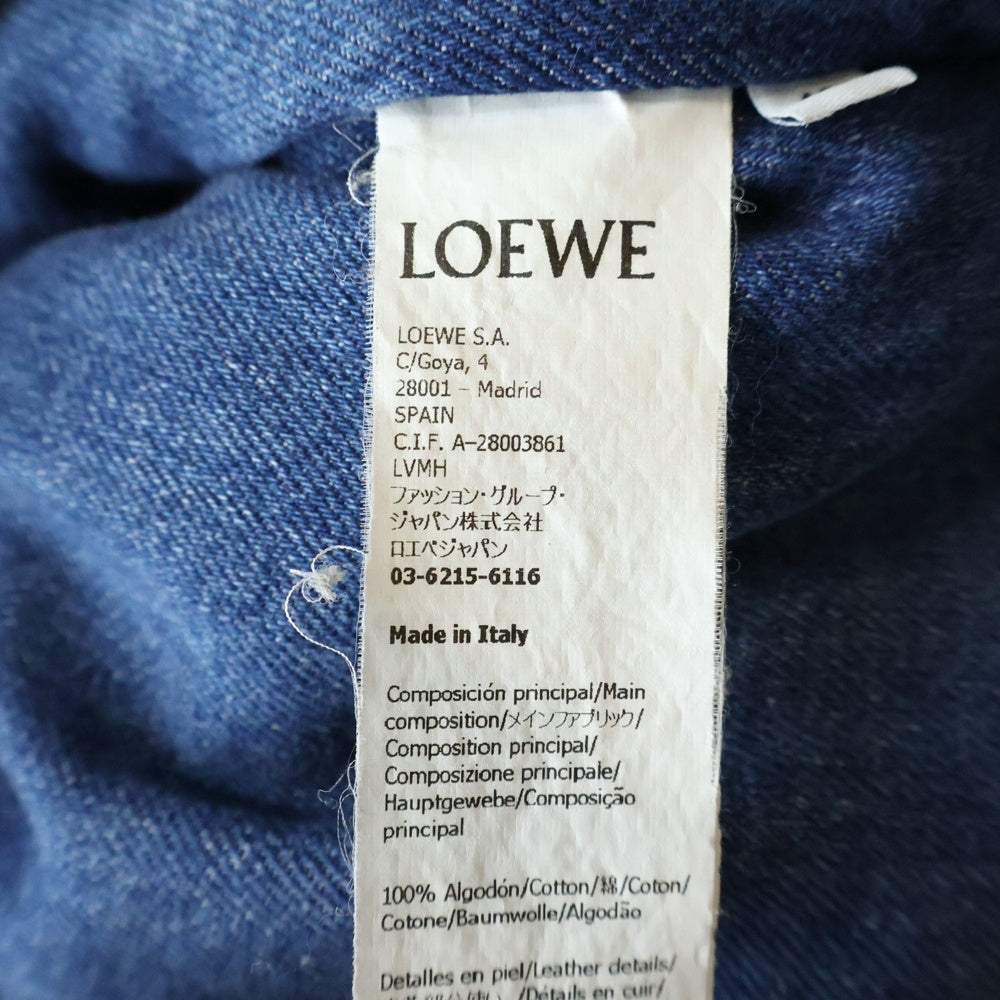 LOEWE
LOEWE S.A.
C/Goya, 4
28001 – Madrid
SPAIN
C.I.F. A–28003861
LVMH
ファッション・グループ・
ジャパン株式会社
ロエベジャパン
03-6215-6116
Made in Italy
Composición principal/Main
composition/メインファブリック/
Composition principal/
Composizione principale/
Hauptgewebe/Composição
principal
100% Algodón/Cotton/綿/Coton/
Cotone/Baumwolle/Algodão
Detalles en piel/Leather details/
/Détails en cuir/